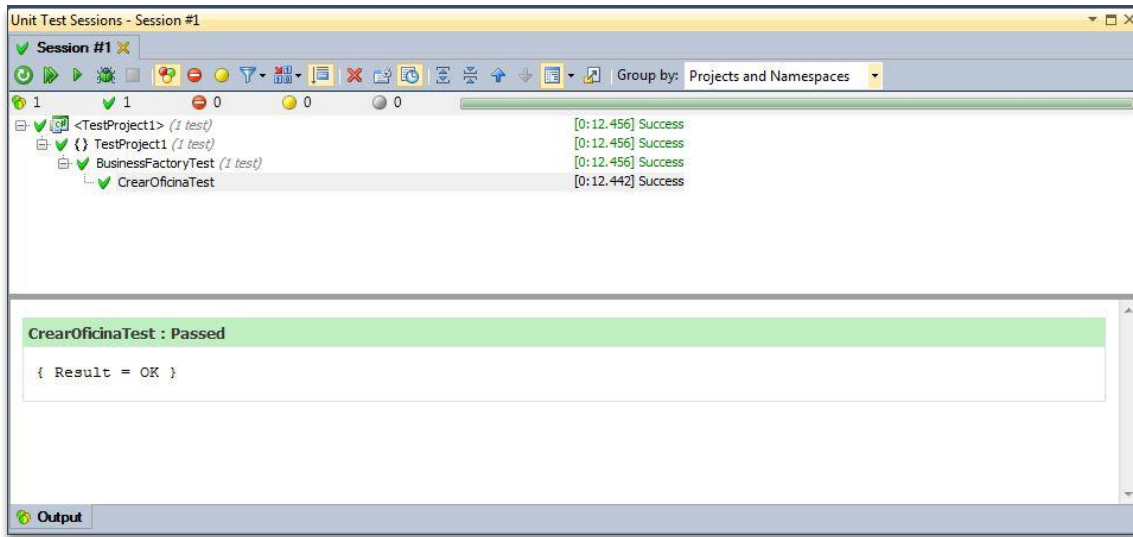 Unit Test Sessions - Session #1
Session #1
Group by: Projects and Namespaces
1 1 0 0 0
<TestProject1> (1 test) [0:12.456] Success
{} TestProject1 (1 test) [0:12.456] Success
BusinessFactoryTest (1 test) [0:12.456] Success
CrearOficinaTest [0:12.442] Success
CrearOficinaTest : Passed
{ Result = OK }
Output